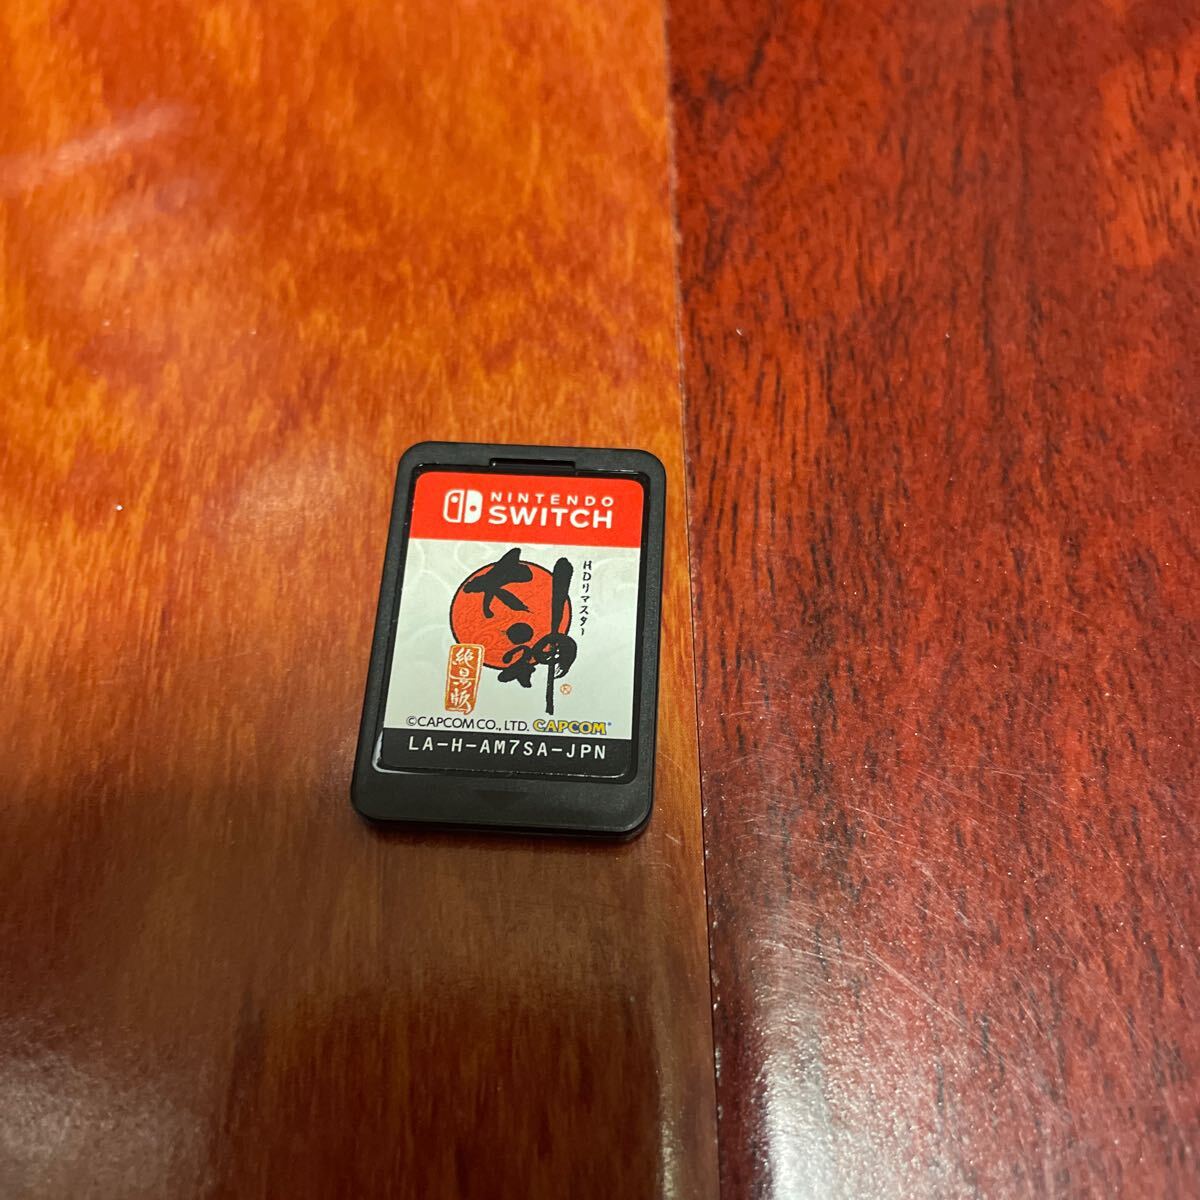 NINTENDO
SWITCH
大神
HDリマスター
絶景版
©CAPCOM CO., LTD. CAPCOM
LA-H-AM7SA-JPN